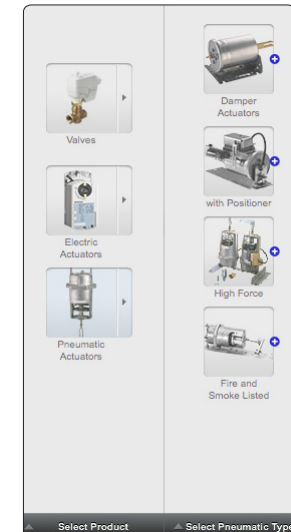 Valves
Electric
Actuators
Pneumatic
Actuators
Select Product
Damper
Actuators
with Positioner
High Force
Fire and
Smoke Listed
Select Pneumatic Type